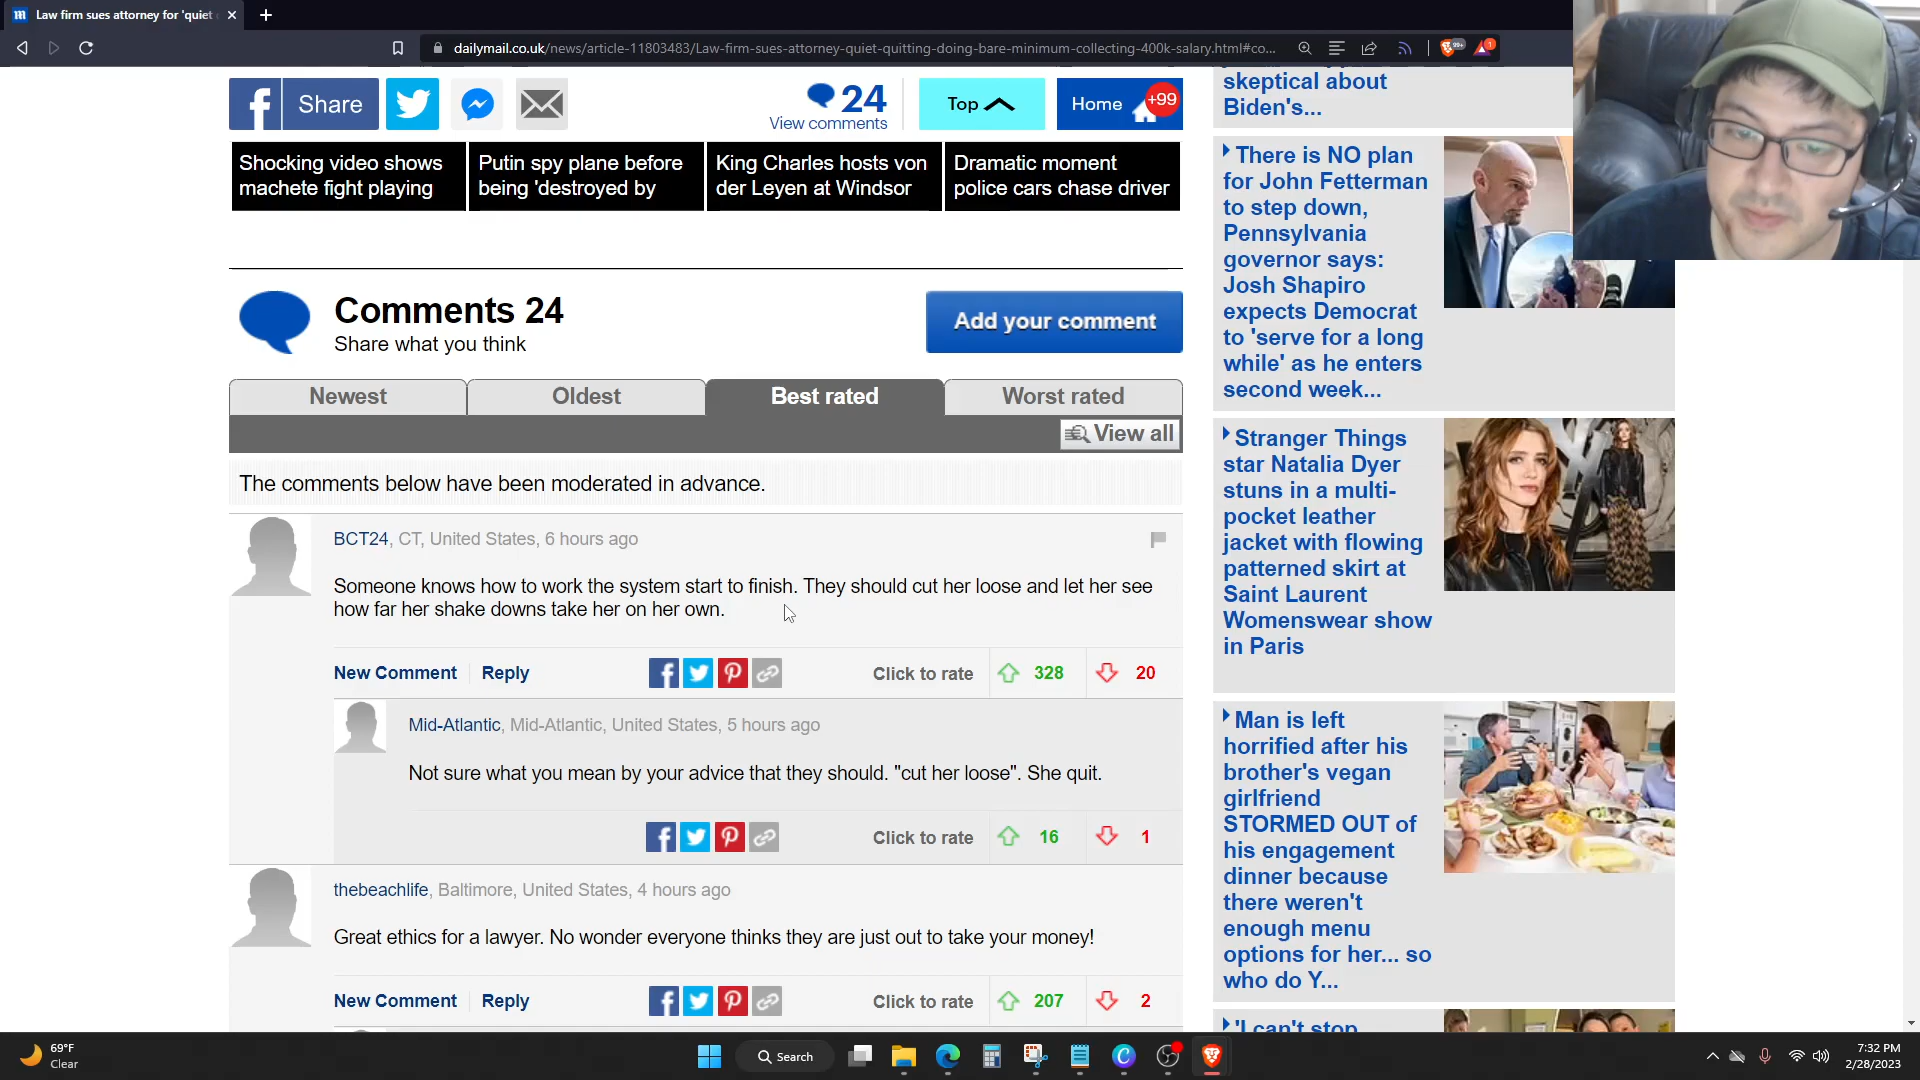 Law firm sues attorney for 'quiet
dailymail.co.uk/news/article-11803483/Law-firm-sues-attorney-quiet-quitting-doing-bare-minimum-collecting-400k-salary.html#co...
99+
1
Share
24
View comments
Top
Home
+99
Shocking video shows
machete fight playing
Putin spy plane before
being 'destroyed by
King Charles hosts von
der Leyen at Windsor
Dramatic moment
police cars chase driver
Comments 24
Share what you think
Add your comment
Newest
Oldest
Best rated
Worst rated
View all
The comments below have been moderated in advance.
BCT24, CT, United States, 6 hours ago
Someone knows how to work the system start to finish. They should cut her loose and let her see
how far her shake downs take her on her own.
New Comment
Reply
Click to rate
328
20
Mid-Atlantic, Mid-Atlantic, United States, 5 hours ago
Not sure what you mean by your advice that they should. "cut her loose". She quit.
Click to rate
16
1
thebeachlife, Baltimore, United States, 4 hours ago
Great ethics for a lawyer. No wonder everyone thinks they are just out to take your money!
New Comment
Reply
Click to rate
207
2
skeptical about
Biden's...
There is NO plan
for John Fetterman
to step down,
Pennsylvania
governor says:
Josh Shapiro
expects Democrat
to 'serve for a long
while' as he enters
second week...
Stranger Things
star Natalia Dyer
stuns in a multi-
pocket leather
jacket with flowing
patterned skirt at
Saint Laurent
Womenswear show
in Paris
Man is left
horrified after his
brother's vegan
girlfriend
STORMED OUT of
his engagement
dinner because
there weren't
enough menu
options for her... so
who do Y...
'I can't stop
69°F
Clear
Search
7:32 PM
2/28/2023